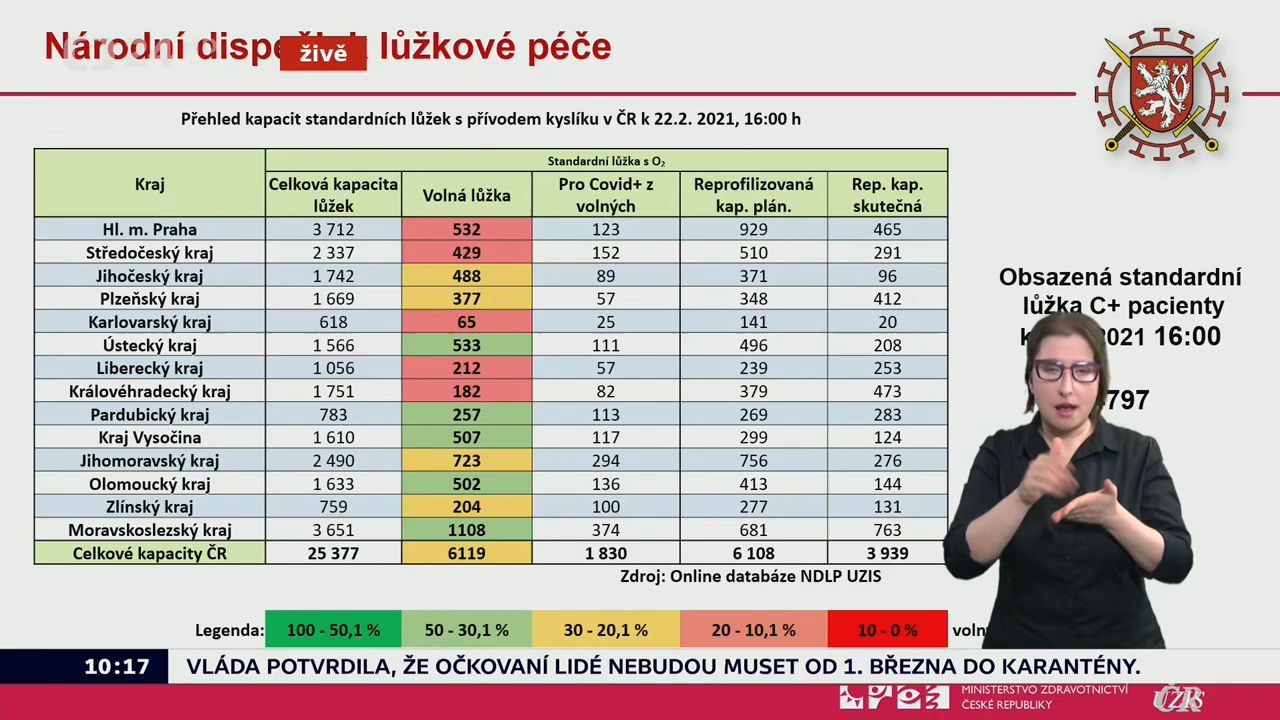 Národní lůžkové péče
živě
Přehled kapacit standardních lůžek s přívodem kyslíku v ČR k 22.2. 2021, 16:00 h
Kraj
Standardní lůžka s O₂
Celková kapacita lůžek Volná lůžka Pro Covid+ z volných Reprofilizovaná kap. plán. Rep. kap. skutečná
Hl. m. Praha 3 712 532 123 929 465
Středočeský kraj 2 337 429 152 510 291
Jihočeský kraj 1 742 488 89 371 96
Plzeňský kraj 1 669 377 57 348 412
Karlovarský kraj 618 65 25 141 20
Ústecký kraj 1 566 533 111 496 208
Liberecký kraj 1 056 212 57 239 253
Královéhradecký kraj 1 751 182 82 379 473
Pardubický kraj 783 257 113 269 283
Kraj Vysočina 1 610 507 117 299 124
Jihomoravský kraj 2 490 723 294 756 276
Olomoucký kraj 1 633 502 136 413 144
Zlínský kraj 759 204 100 277 131
Moravskoslezský kraj 3 651 1108 374 681 763
Celkové kapacity ČR 25 377 6119 1 830 6 108 3 939
Zdroj: Online databáze NDLP UZIS
Obsazená standardní
lůžka C+ pacienty
16:00
Legenda: 100 - 50,1 % 50 - 30,1 % 30 - 20,1 % 20 - 10,1 % 10 - 0 %
10:17 VLÁDA POTVRDILA, ŽE OČKOVANÍ LIDÉ NEBUDOU MUSET OD 1. BŘEZNA DO KARANTÉNY.
MINISTERSTVO ZDRAVOTNICTVÍ
ČESKÉ REPUBLIKY
ÚZIS